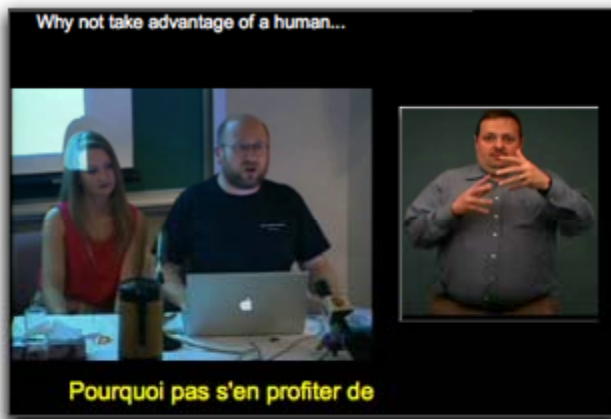 Why not take advantage of a human...
Pourquoi pas s'en profiter de